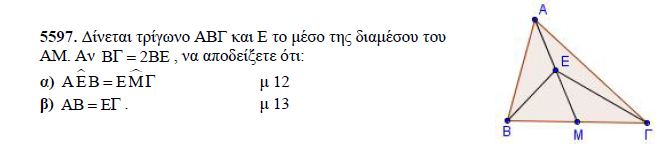 5597. Δίνεται τρίγωνο ΑΒΓ και Ε το μέσο της διαμέσου του
ΑΜ. Αν ΒΓ = 2ΒΕ , να αποδείξετε ότι:
α) ΑÊΒ = ΕM̂Γ μ 12
β) ΑΒ = ΕΓ . μ 13
Α
Ε
Β
Μ
Γ